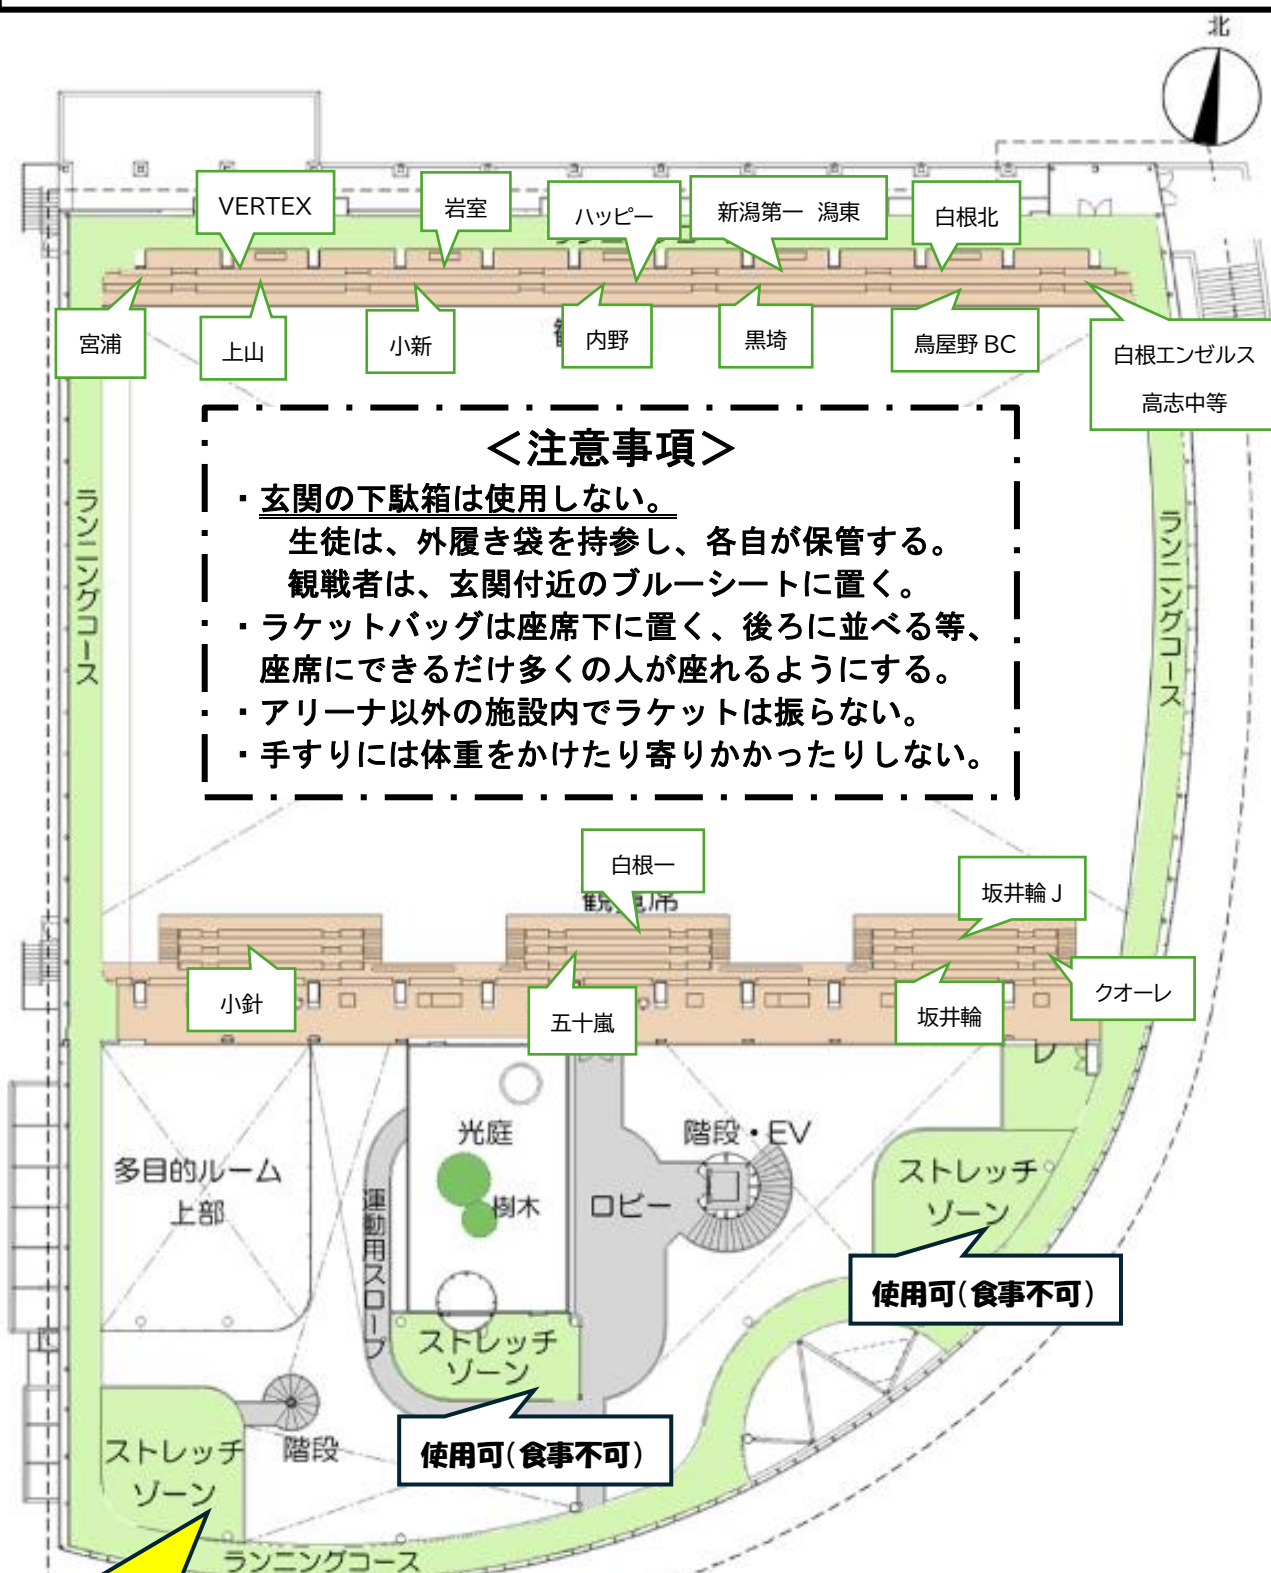 北
VERTEX
岩室
ハッピー
新潟第一 潟東
白根北
宮浦
上山
小新
内野
黒埼
鳥屋野 BC
白根エンゼルス
高志中等
＜注意事項＞
・玄関の下駄箱は使用しない。
生徒は、外履き袋を持参し、各自が保管する。
観戦者は、玄関付近のブルーシートに置く。
・ラケットバッグは座席下に置く、後ろに並べる等、
座席にできるだけ多くの人が座れるようにする。
・アリーナ以外の施設内でラケットは振らない。
・手すりには体重をかけたり寄りかかったりしない。
ランニングコース
ランニングコース
白根一
観覧席
坂井輪 J
小針
五十嵐
坂井輪
クオーレ
光庭
樹木
階段・EV
多目的ルーム
上部
運動用スロープ
ロビー
ストレッチ
ゾーン
使用可(食事不可)
ストレッチ
ゾーン
使用可(食事不可)
ストレッチ
ゾーン
階段
ランニングコース